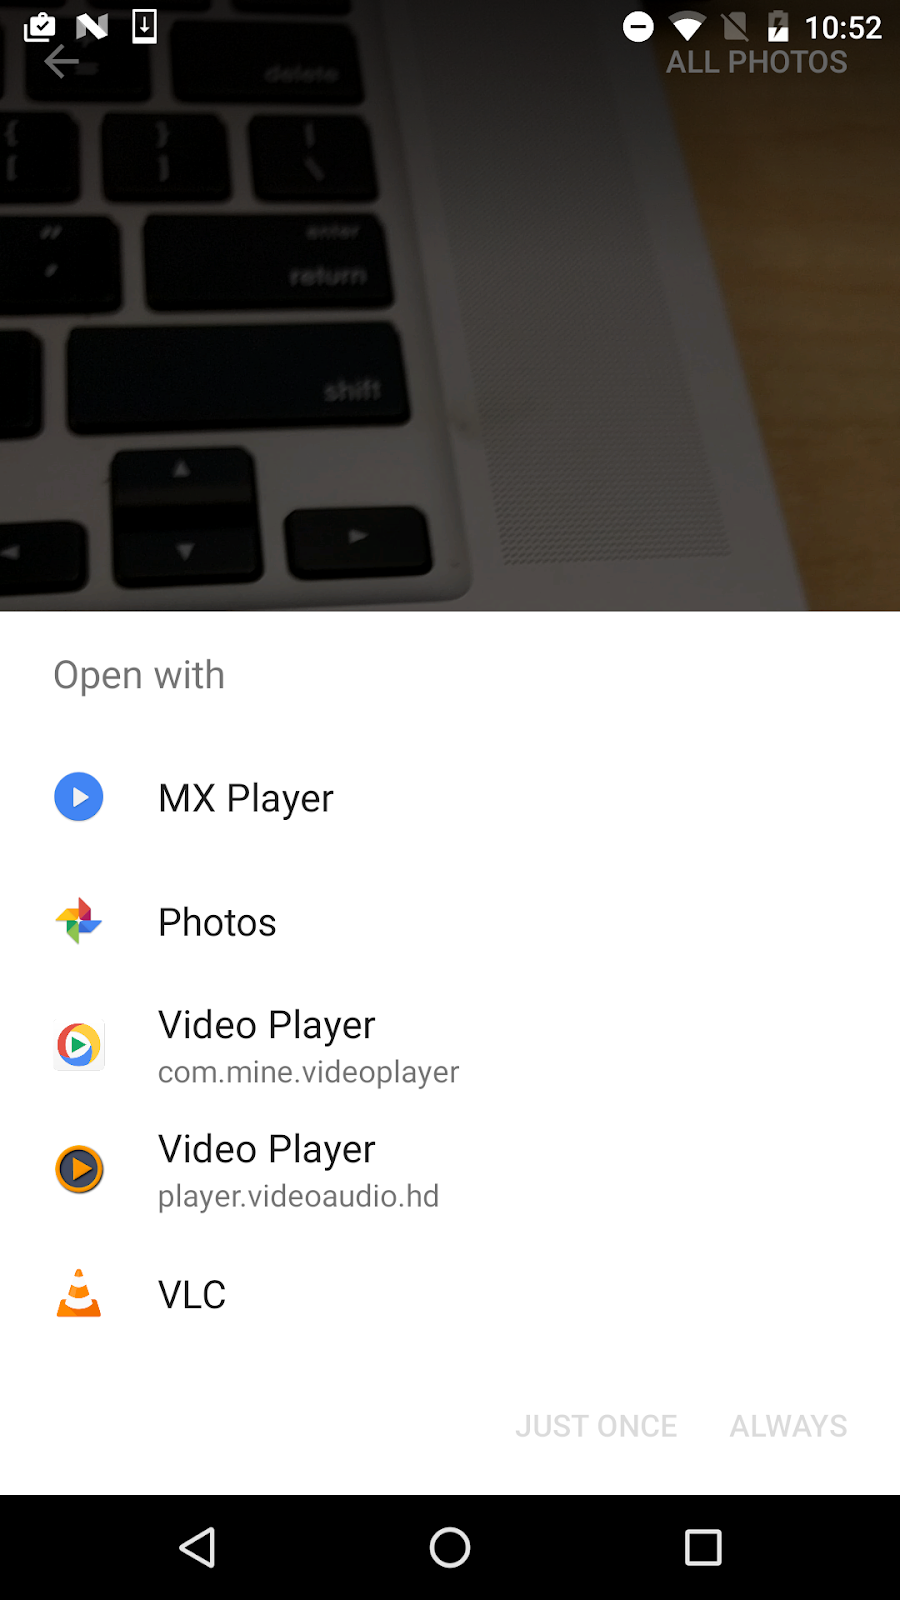 10:52
ALL PHOTOS
delete
{ } |
[ ] \
" enter
' return
shift
Open with
MX Player
Photos
Video Player
com.mine.videoplayer
Video Player
player.videoaudio.hd
VLC
JUST ONCE ALWAYS